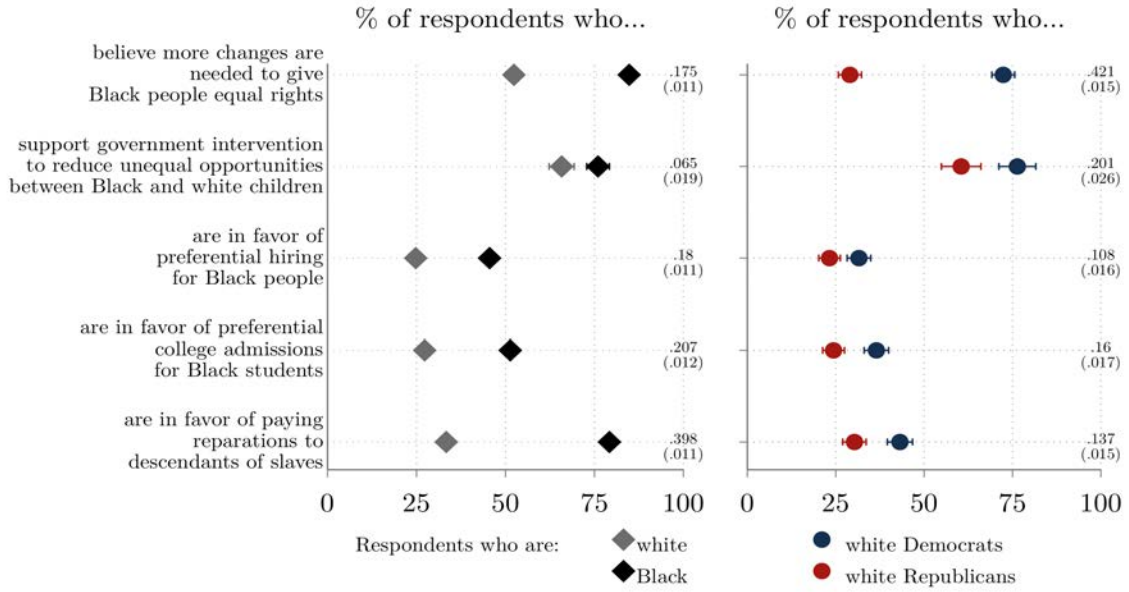 % of respondents who...
% of respondents who...
believe more changes are
needed to give
Black people equal rights
.175
(.011)
.421
(.015)
support government intervention
to reduce unequal opportunities
between Black and white children
.065
(.019)
.201
(.026)
are in favor of
preferential hiring
for Black people
.18
(.011)
.108
(.016)
are in favor of preferential
college admissions
for Black students
.207
(.012)
.16
(.017)
are in favor of paying
reparations to
descendants of slaves
.398
(.011)
.137
(.015)
0 25 50 75 100
0 25 50 75 100
Respondents who are:
white
Black
white Democrats
white Republicans